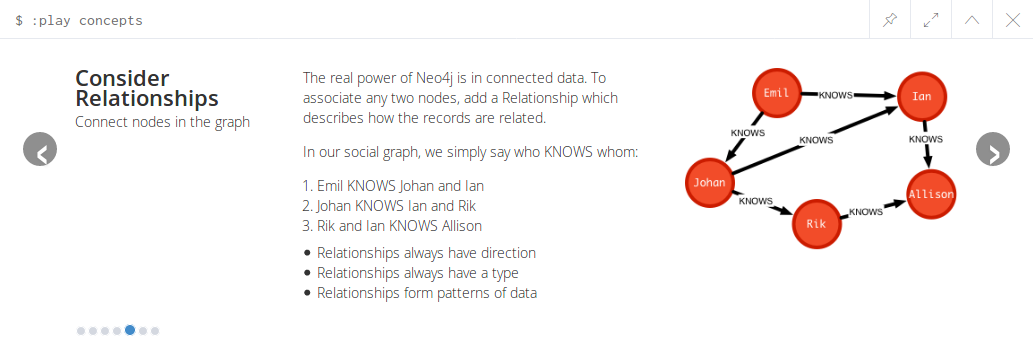 $ :play concepts
Consider
Relationships
Connect nodes in the graph
The real power of Neo4j is in connected data. To
associate any two nodes, add a Relationship which
describes how the records are related.
In our social graph, we simply say who KNOWS whom:
1. Emil KNOWS Johan and Ian
2. Johan KNOWS Ian and Rik
3. Rik and Ian KNOWS Allison
• Relationships always have direction
• Relationships always have a type
• Relationships form patterns of data
Emil
KNOWS
Ian
KNOWS
KNOWS
KNOWS
Johan
KNOWS
Allison
KNOWS
Rik